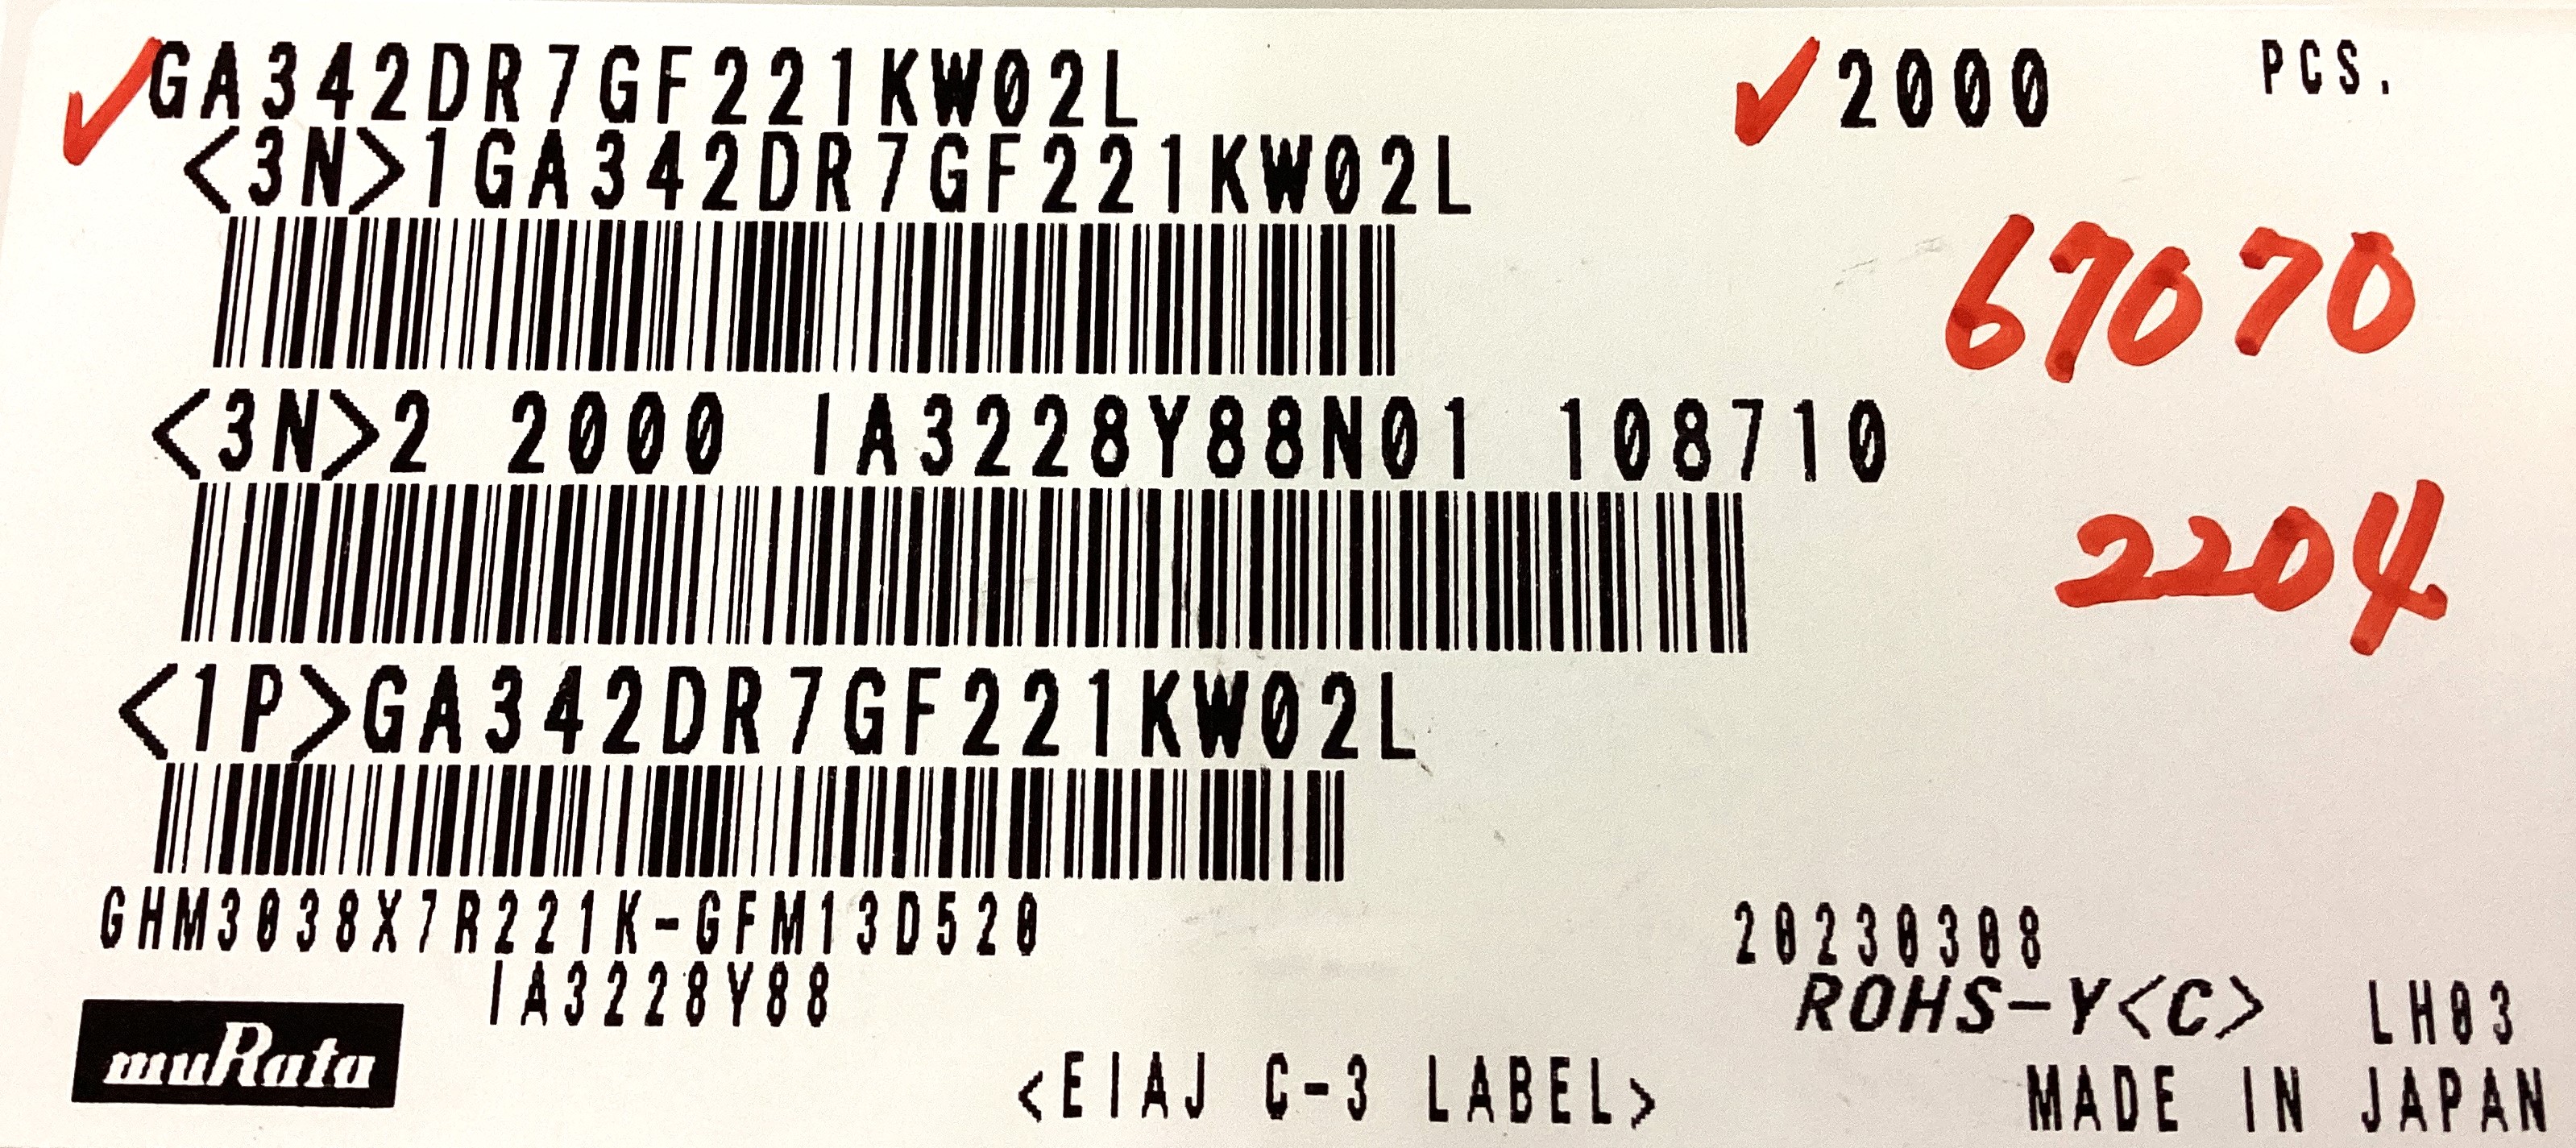 GA342DR7GF221KW02L 2000 PCS.
<3N>1GA342DR7GF221KW02L
67070
<3N>2 2000 IA3228Y88N01 108710
2204
<1P>GA342DR7GF221KW02L
GHM3038X7R221K-GFM13D520 20230308
IA3228Y88 ROHS-Y<C> LH03
muRata
<EIAJ C-3 LABEL> MADE IN JAPAN